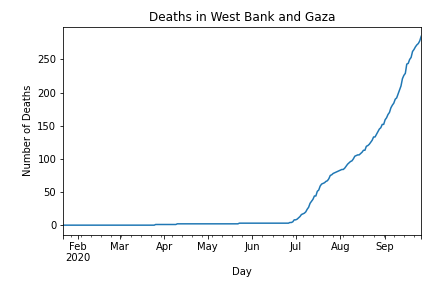 Deaths in West Bank and Gaza
Number of Deaths
250
200
150
100
50
0
Feb Mar Apr May Jun Jul Aug Sep
2020
Day